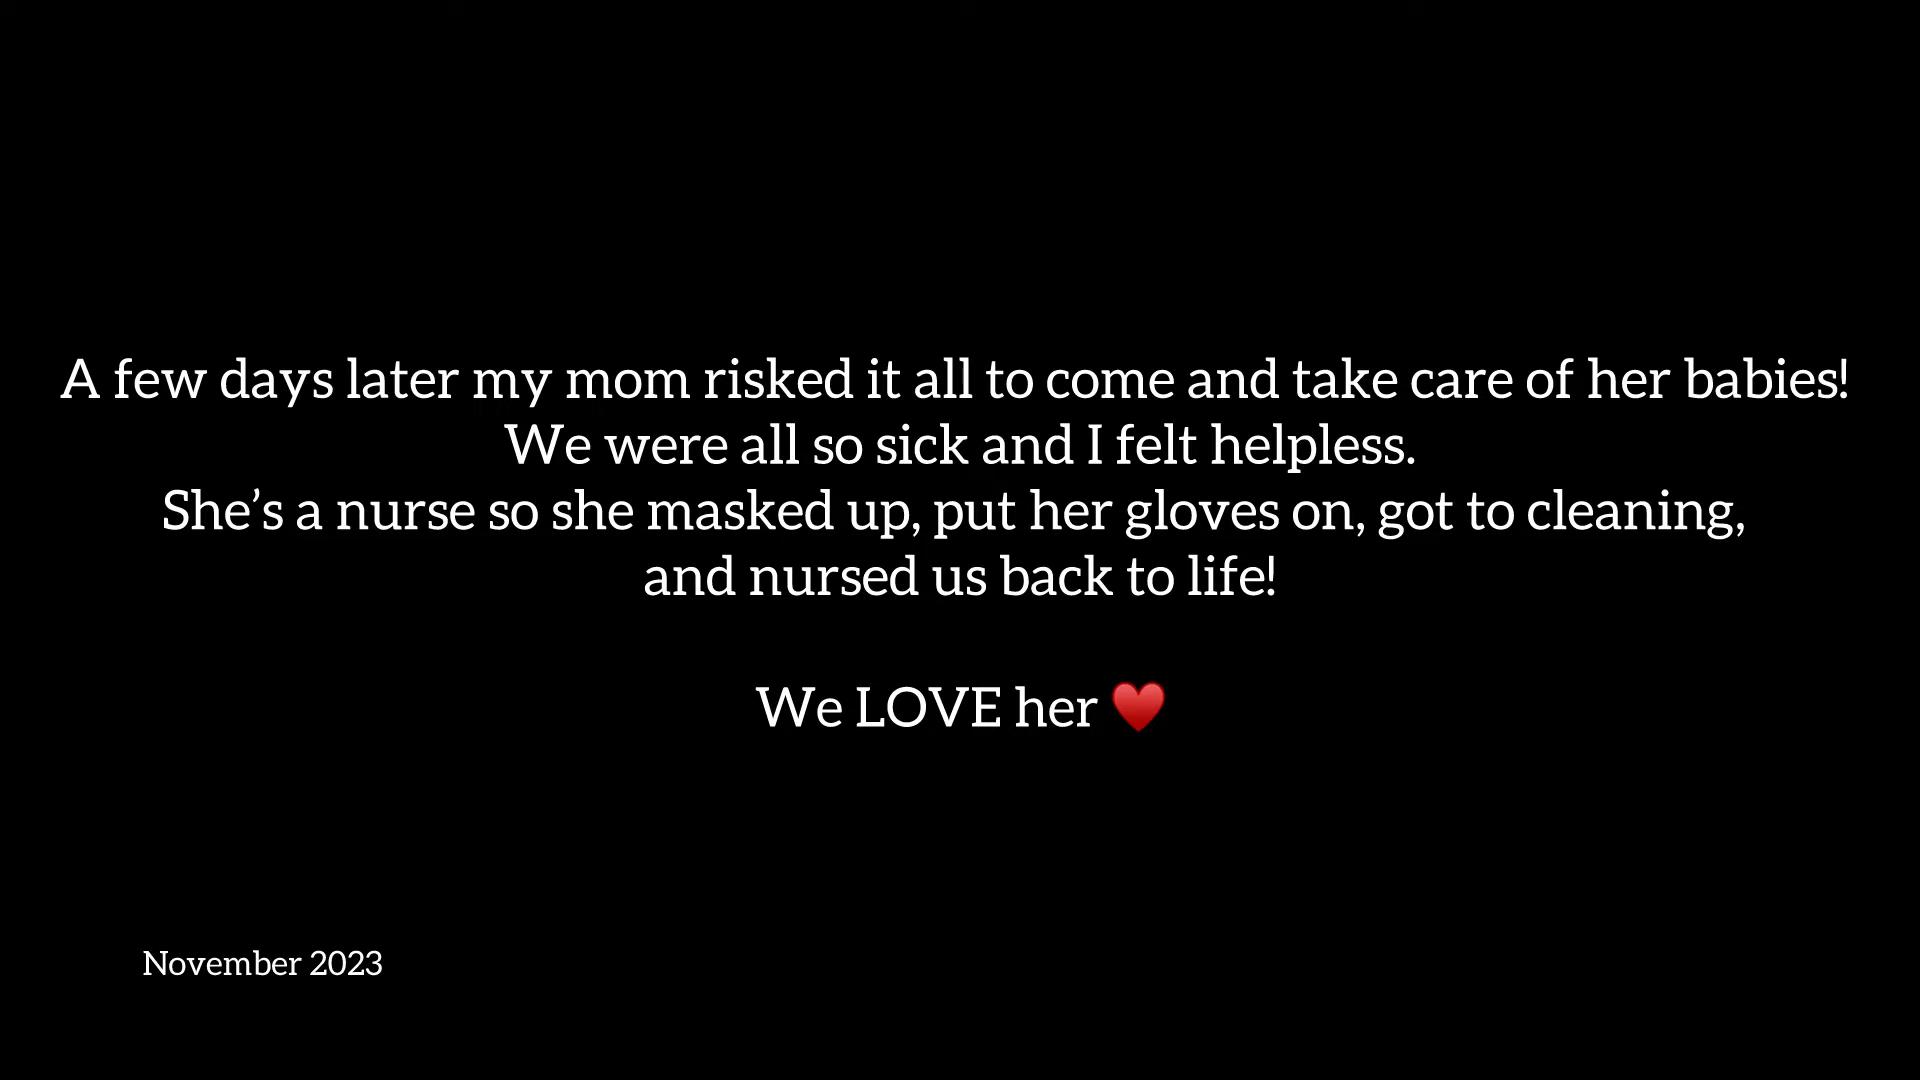 A few days later my mom risked it all to come and take care of her babies!
We were all so sick and I felt helpless.
She’s a nurse so she masked up, put her gloves on, got to cleaning,
and nursed us back to life!
We LOVE her ♥️
November 2023